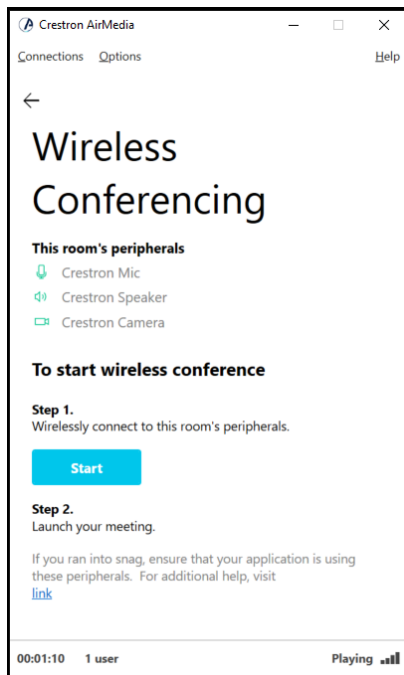 Crestron AirMedia
Connections Options Help
Wireless
Conferencing
This room's peripherals
Crestron Mic
Crestron Speaker
Crestron Camera
To start wireless conference
Step 1.
Wirelessly connect to this room's peripherals.
Start
Step 2.
Launch your meeting.
If you ran into snag, ensure that your application is using
these peripherals. For additional help, visit
link
00:01:10 1 user Playing